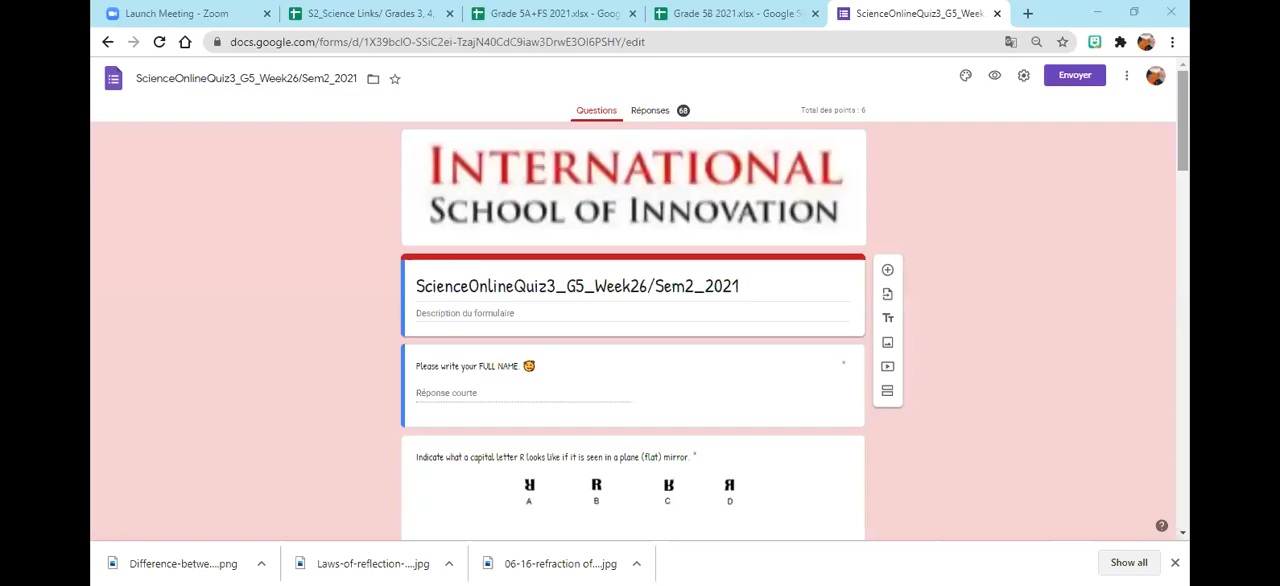 Launch Meeting - Zoom
S2_Science Links/ Grades 3, 4,
Grade 5A+FS 2021.xlsx - Goog
Grade 5B 2021.xlsx - Google S
ScienceOnlineQuiz3_G5_Week
docs.google.com/forms/d/1X39bclO-SSiC2ei-TzajN40CdC9iaw3DrwE3Ol6PSHY/edit
ScienceOnlineQuiz3_G5_Week26/Sem2_2021
Envoyer
Questions
Réponses 68
Total des points : 6
INTERNATIONAL
SCHOOL OF INNOVATION
ScienceOnlineQuiz3_G5_Week26/Sem2_2021
Description du formulaire
Please write your FULL NAME. 🥰 *
Réponse courte
Indicate what a capital letter R looks like if it is seen in a plane (flat) mirror. *
A B C D
Difference-betwe....png
Laws-of-reflection-....jpg
06-16-refraction of....jpg
Show all